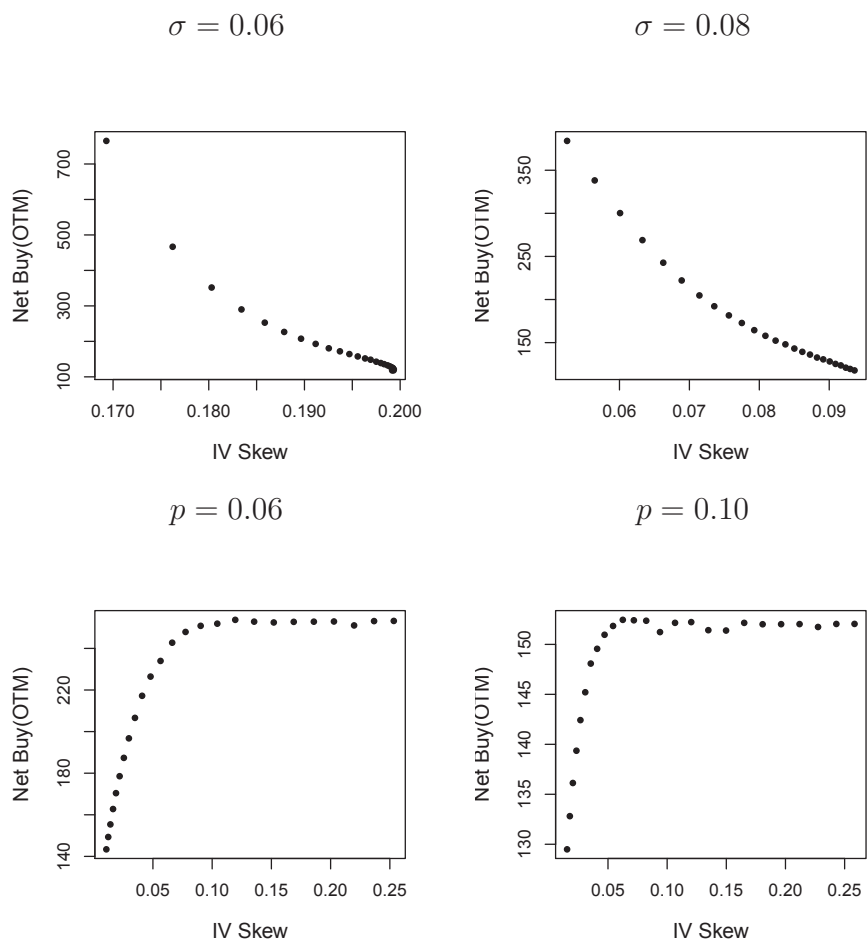 σ = 0.06
σ = 0.08
Net Buy(OTM)
700
500
300
100
0.170
0.180
0.190
0.200
IV Skew
Net Buy(OTM)
350
250
150
0.06
0.07
0.08
0.09
IV Skew
p = 0.06
p = 0.10
Net Buy(OTM)
220
180
140
0.05
0.10
0.15
0.20
0.25
IV Skew
Net Buy(OTM)
150
145
140
135
130
0.05
0.10
0.15
0.20
0.25
IV Skew